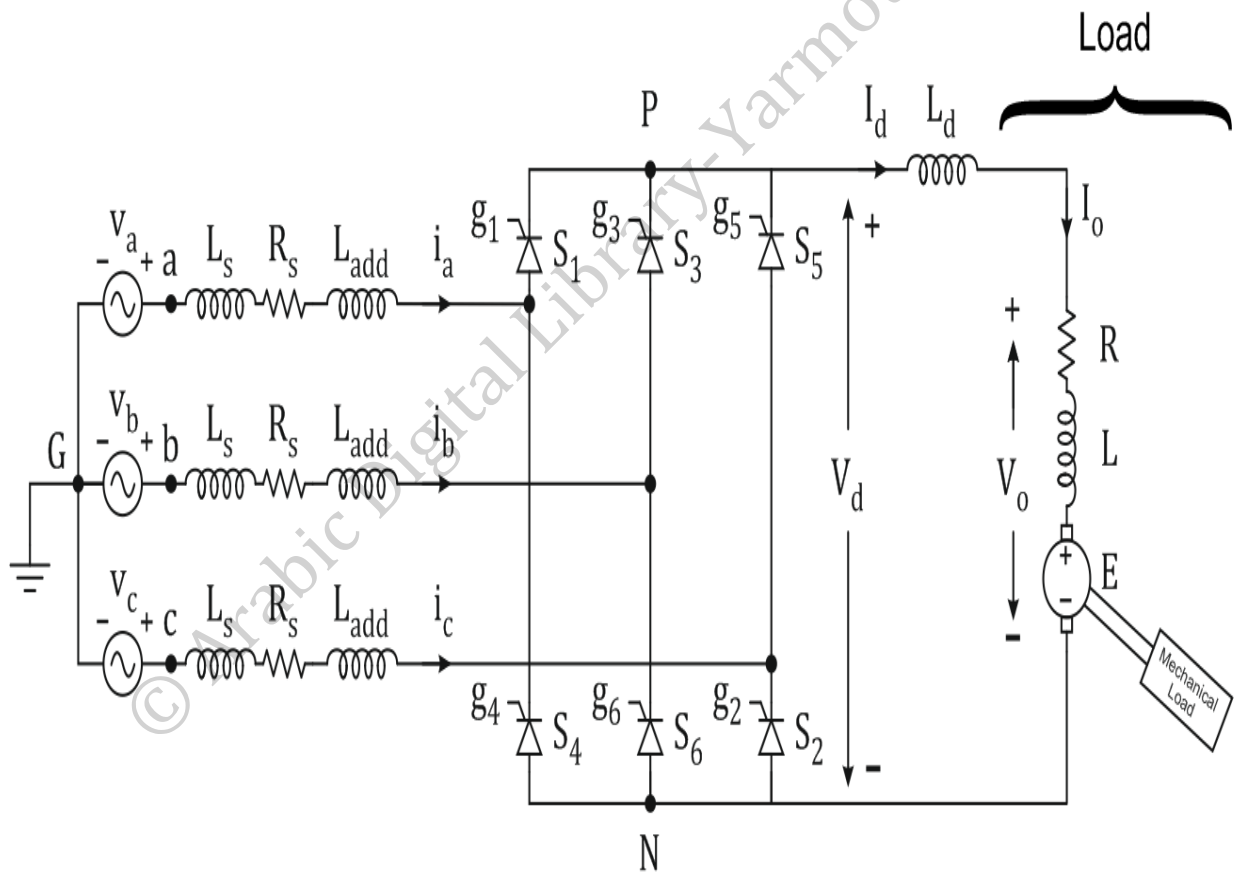 Load
P
I_d
L_d
I_o
v_a
- + a
L_s
R_s
L_add
i_a
g_1
S_1
g_3
S_3
g_5
S_5
+
+
R
L
G
v_b
- + b
L_s
R_s
L_add
i_b
V_d
V_o
+
-
E
v_c
- + c
L_s
R_s
L_add
i_c
-
Mechanical
Load
g_4
S_4
g_6
S_6
g_2
S_2
-
N
© Arabic Digital Library-Yarmo